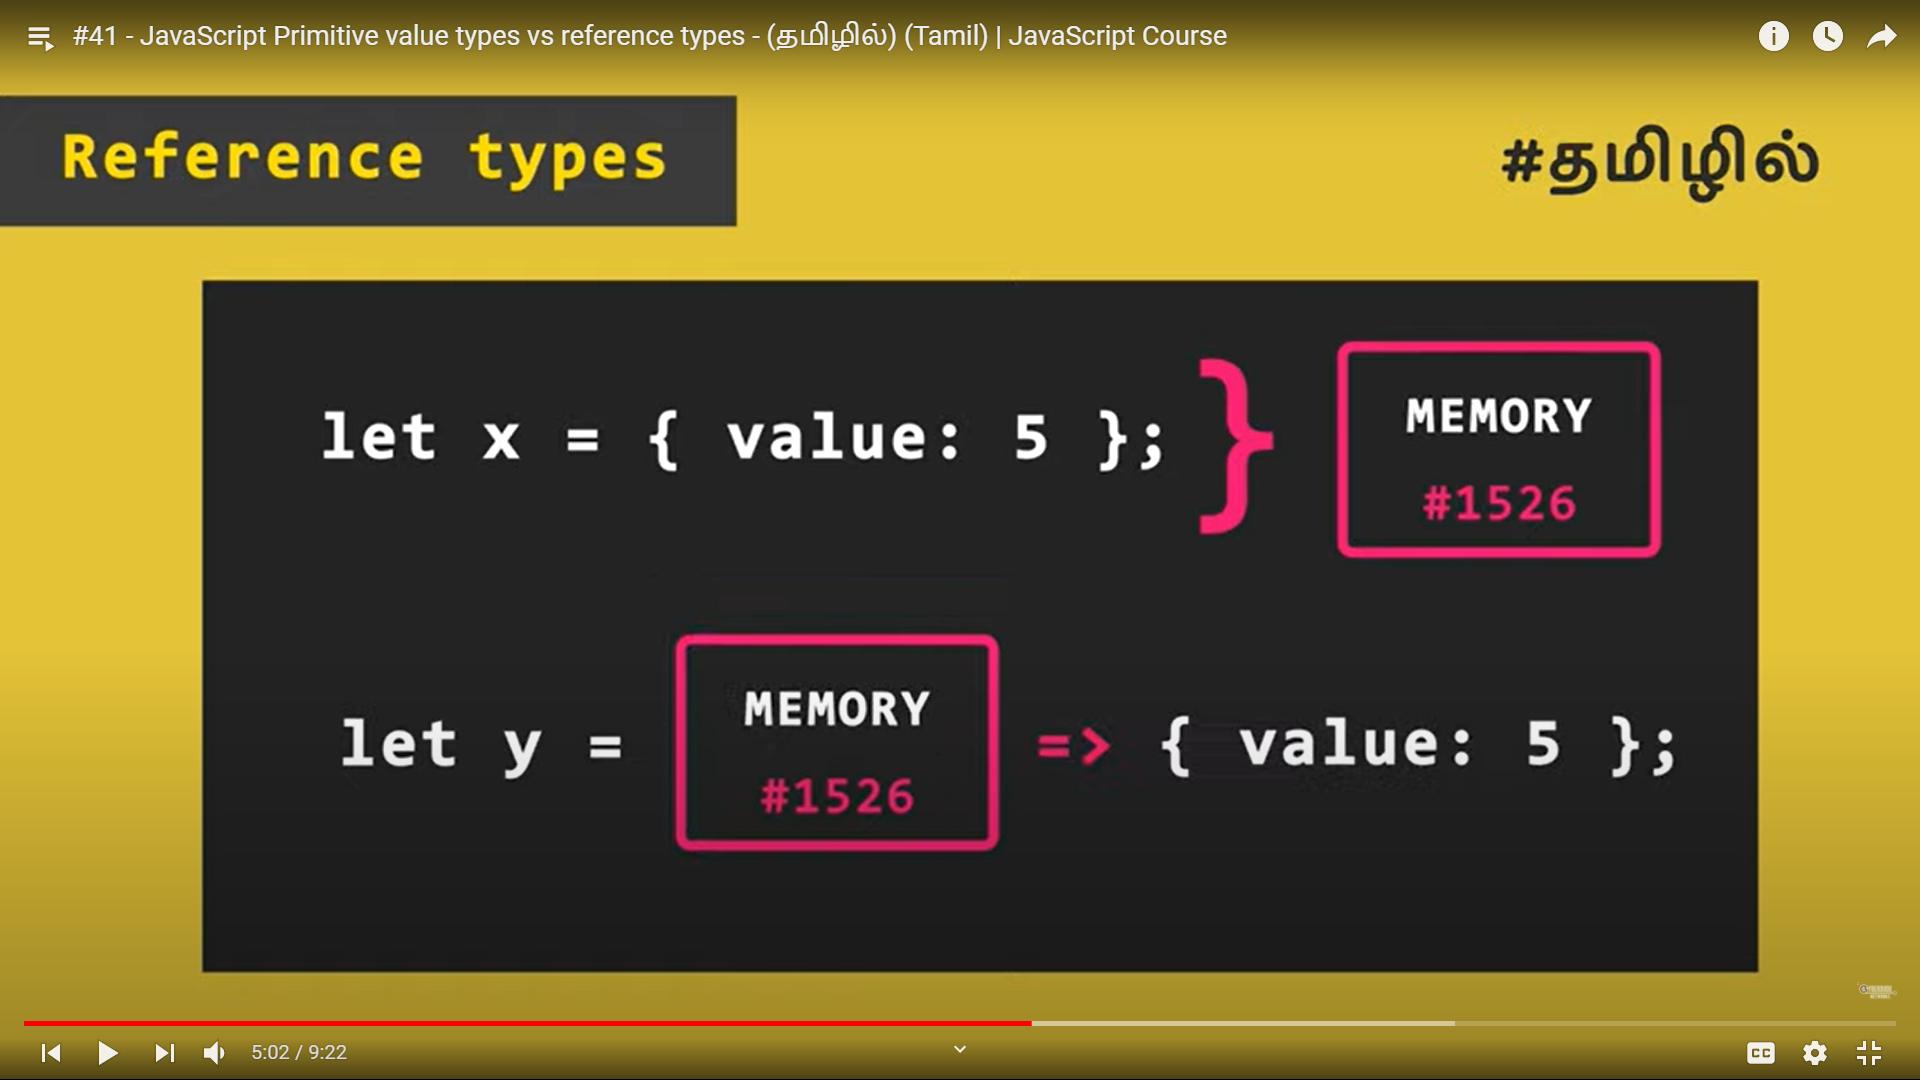 #41 - JavaScript Primitive value types vs reference types - (தமிழில்) (Tamil) | JavaScript Course
Reference types
#தமிழில்
let x = { value: 5 }; } MEMORY
#1526
let y = MEMORY => { value: 5 };
#1526
5:02 / 9:22
CC